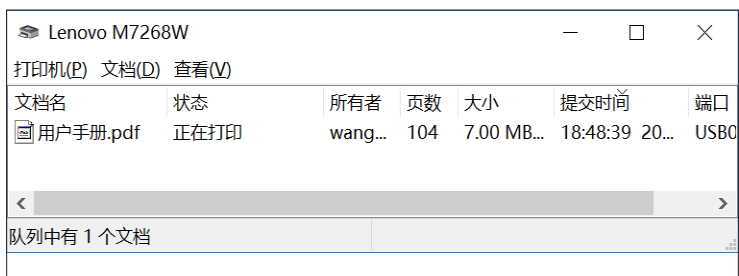 Lenovo M7268W
打印机(P) 文档(D) 查看(V)
文档名 状态 所有者 页数 大小 提交时间 端口
用户手册.pdf 正在打印 wang... 104 7.00 MB... 18:48:39 20... USB0
队列中有 1 个文档